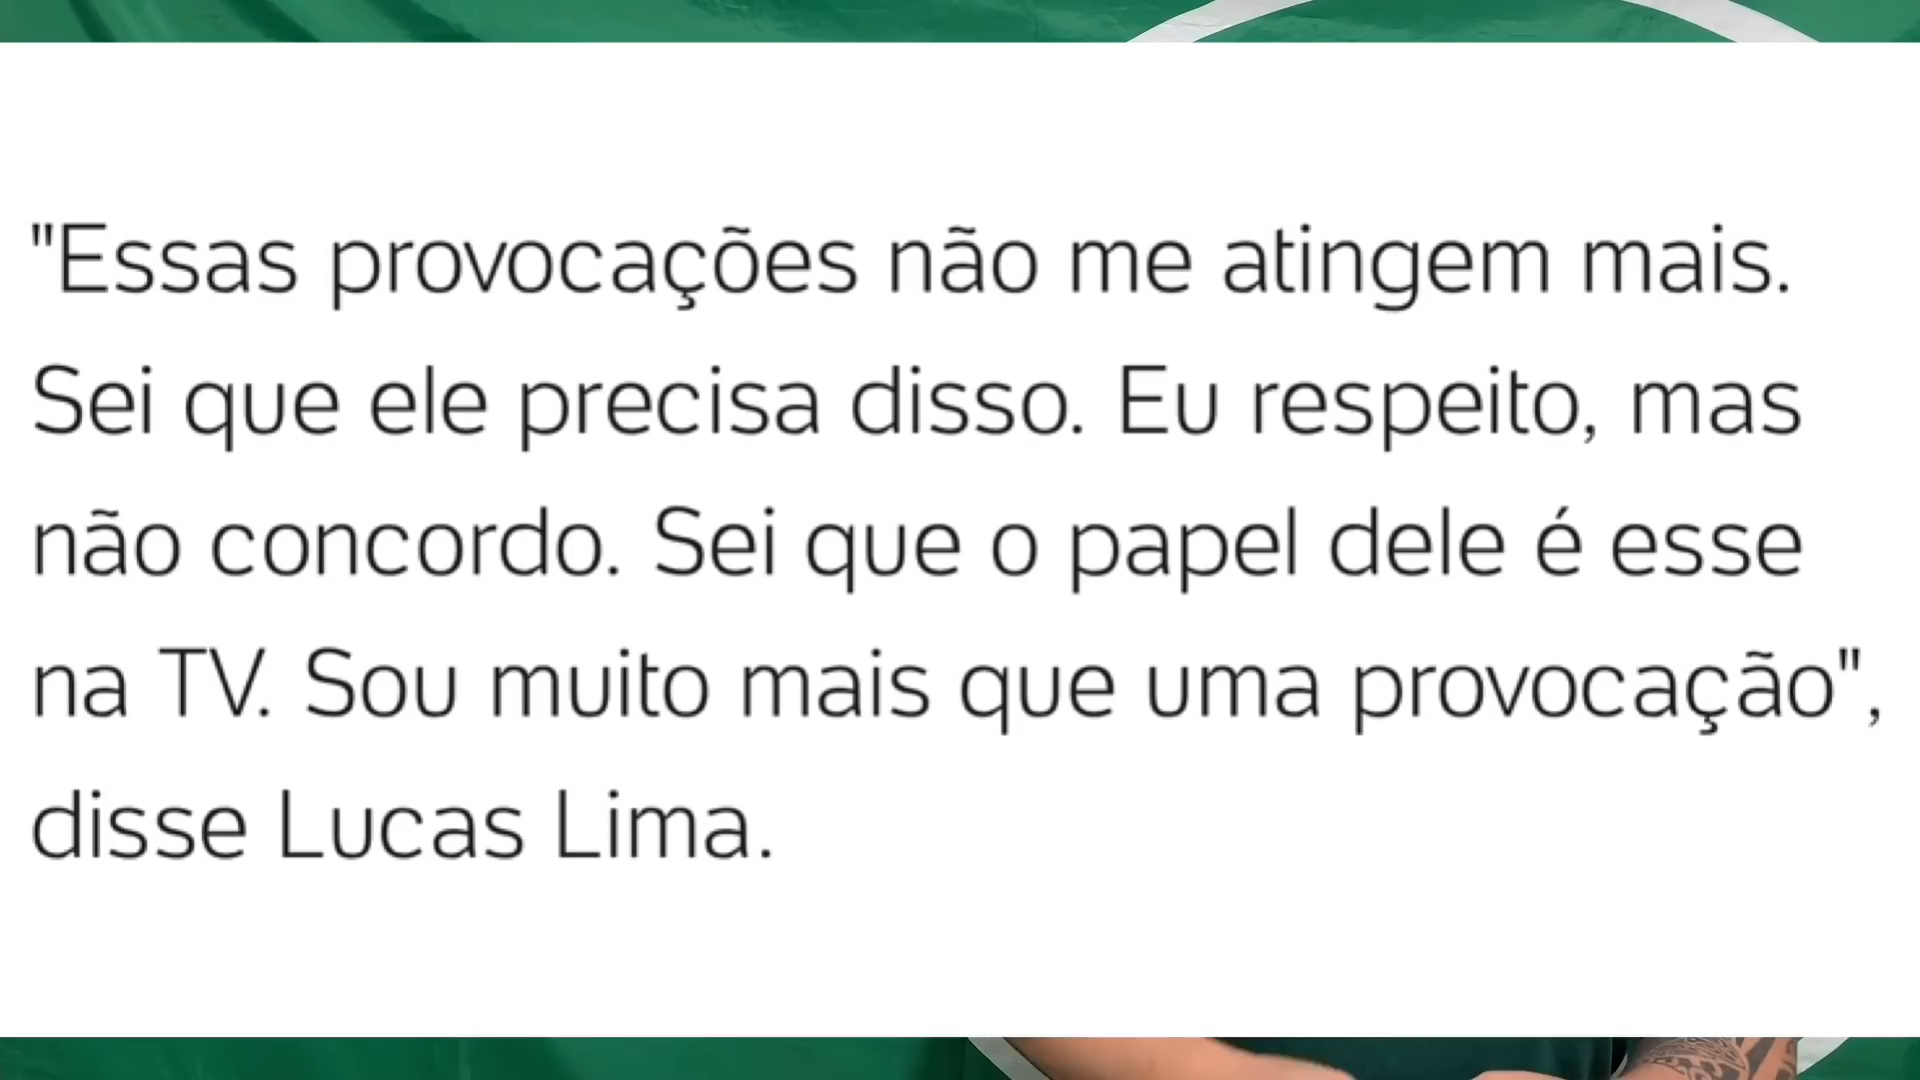 "Essas provocações não me atingem mais.
Sei que ele precisa disso. Eu respeito, mas
não concordo. Sei que o papel dele é esse
na TV. Sou muito mais que uma provocação",
disse Lucas Lima.